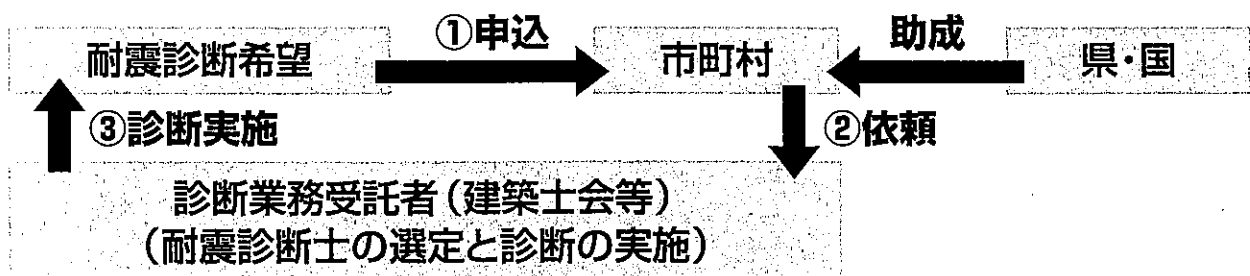 耐震診断希望
①申込
市町村
助成
県・国
③診断実施
②依頼
診断業務受託者(建築士会等)
(耐震診断士の選定と診断の実施)